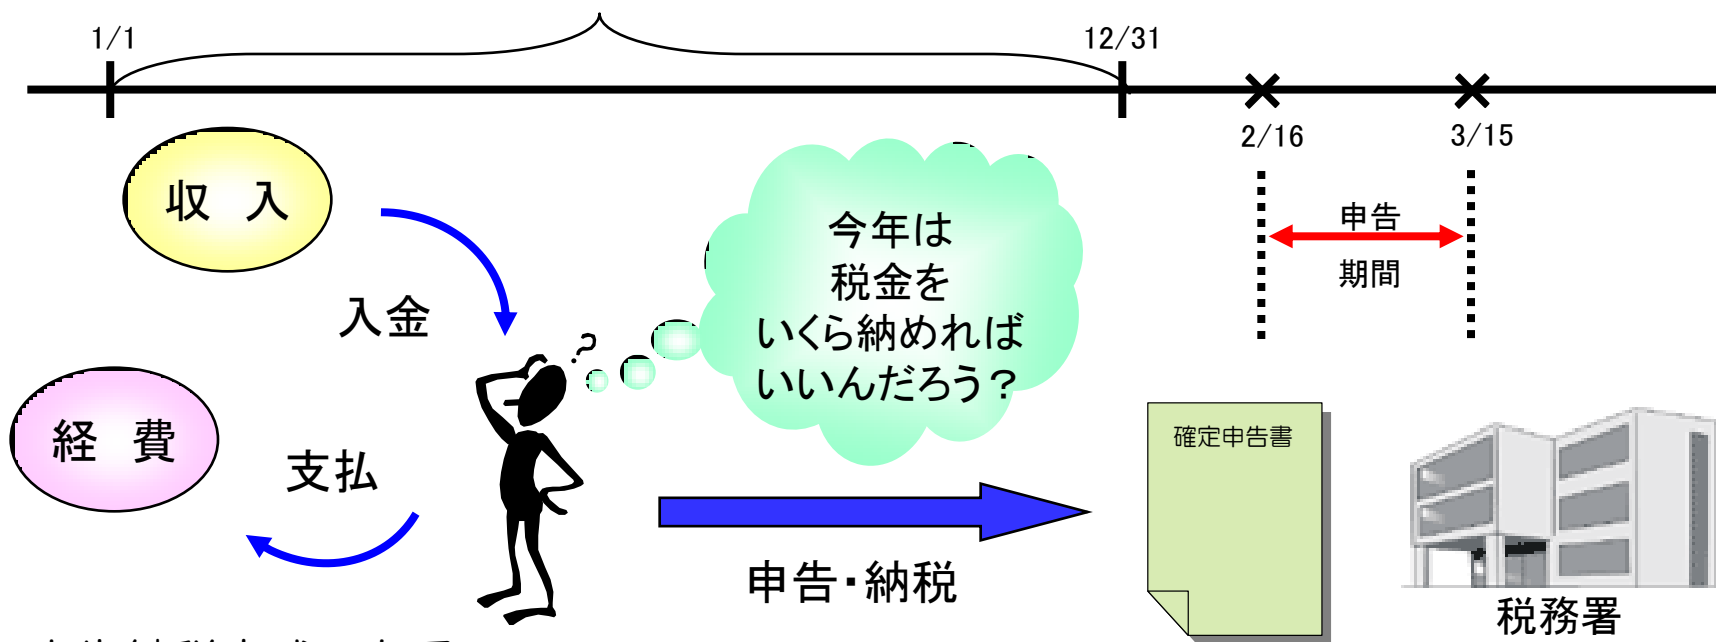 1/1
12/31
2/16
3/15
収 入
入金
経 費
支払
?
今年は
税金を
いくら納めれば
いいんだろう？
申告
期間
申告・納税
確定申告書
税務署